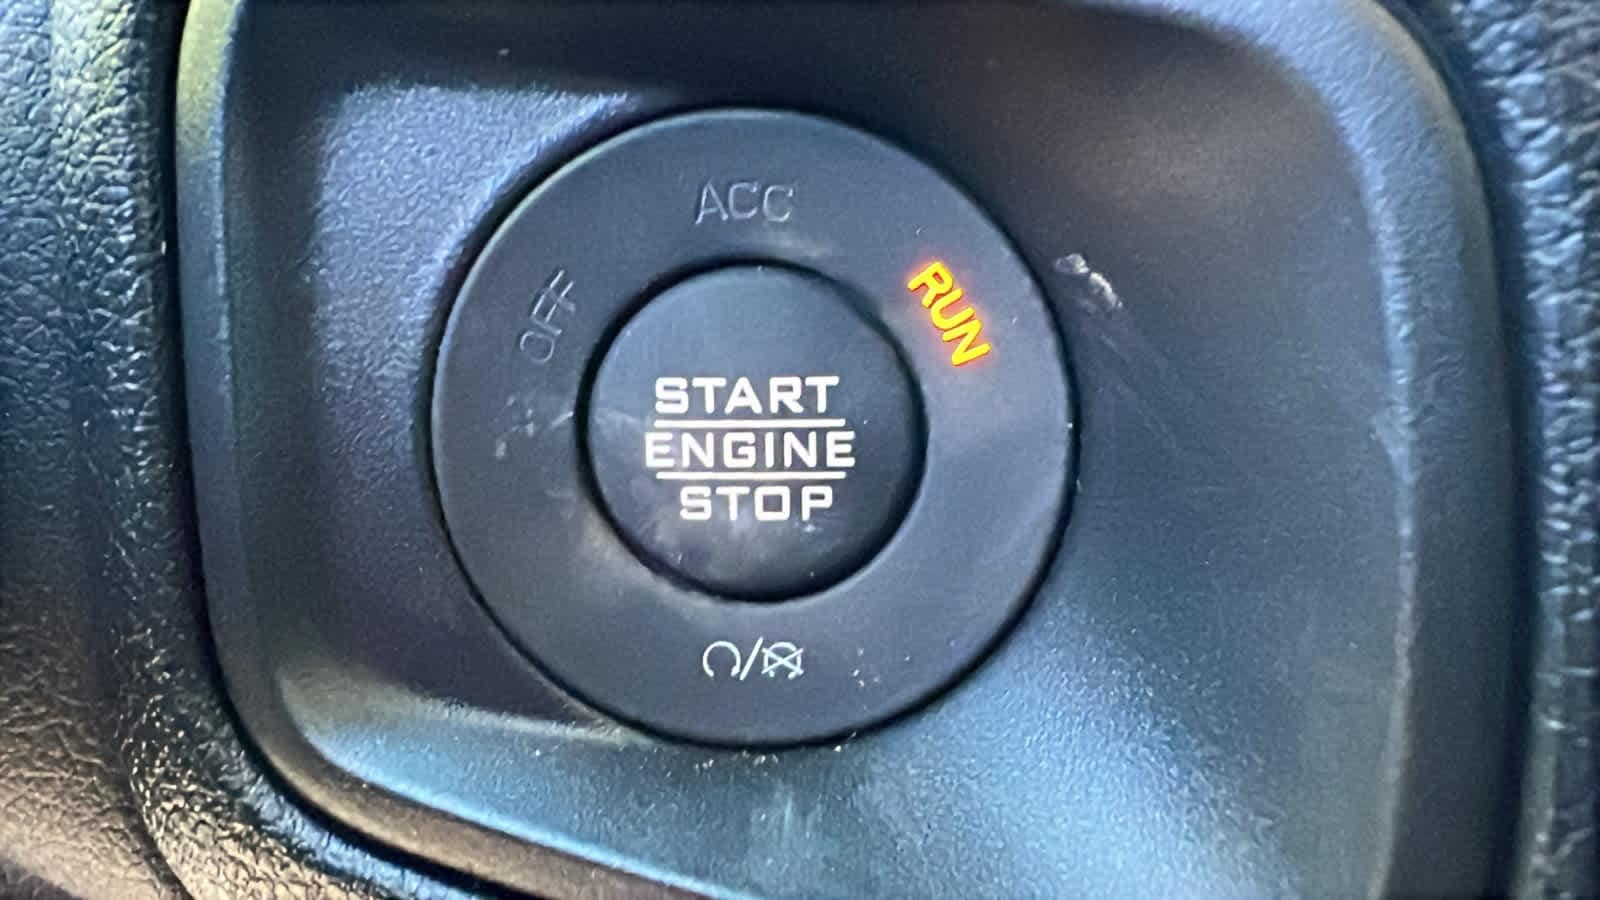 ACC
OFF
RUN
START
ENGINE
STOP
/